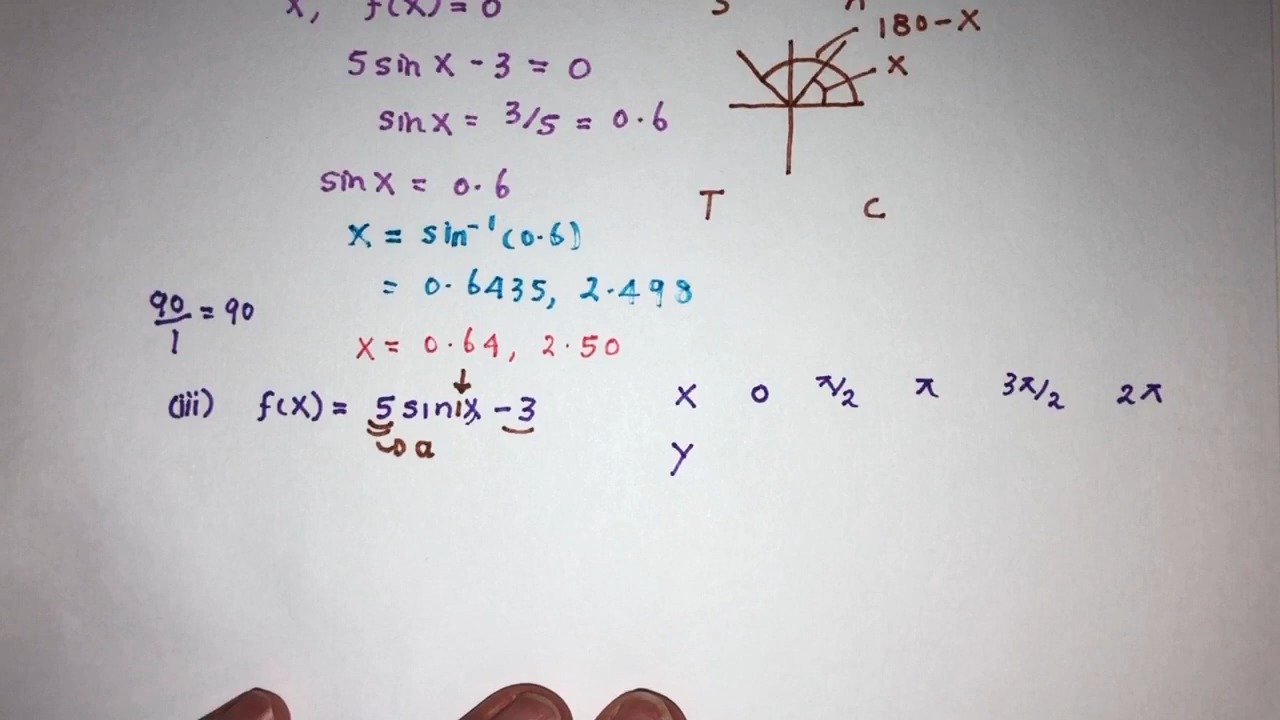 x, f(x) = 0
5 sin x - 3 = 0
sin x = 3/5 = 0.6
sin x = 0.6
x = sin⁻¹(0.6)
= 0.6435, 2.498
x = 0.64, 2.50
90/1 = 90
(iii) f(x) = 5 sin 1x - 3
a
S A
180 - x
x
T C
x 0 π/2 π 3π/2 2π
y